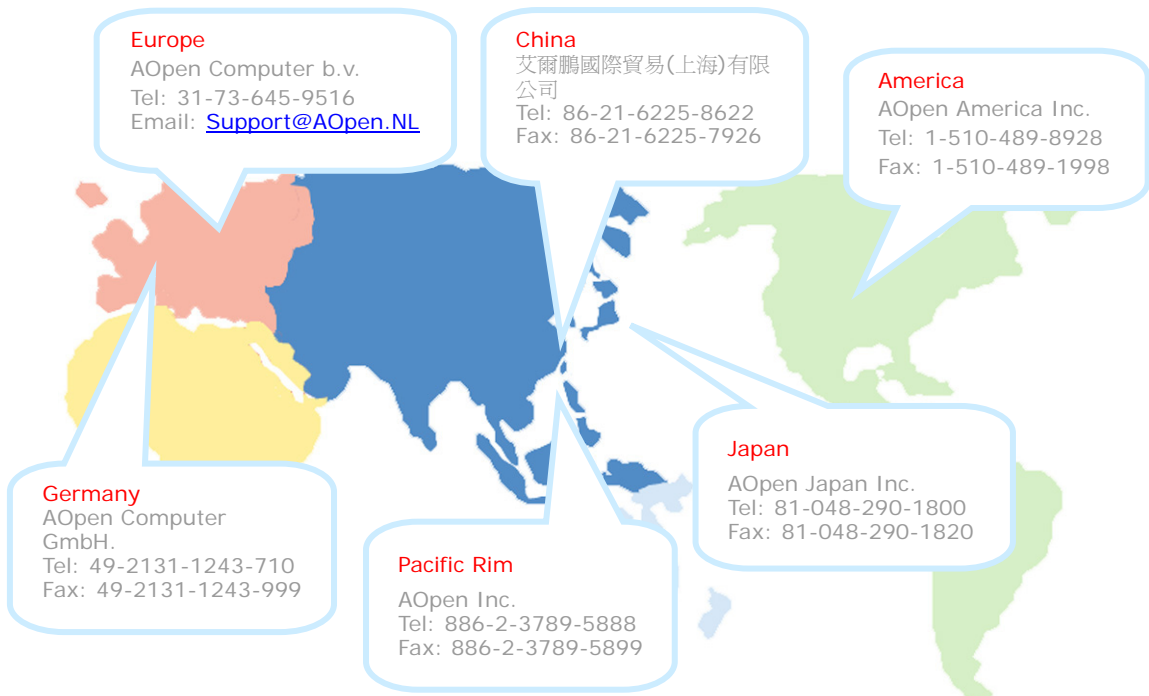 Europe
AOpen Computer b.v.
Tel: 31-73-645-9516
Email: Support@AOpen.NL
China
艾爾鵬國際貿易(上海)有限
公司
Tel: 86-21-6225-8622
Fax: 86-21-6225-7926
America
AOpen America Inc.
Tel: 1-510-489-8928
Fax: 1-510-489-1998
Germany
AOpen Computer
GmbH.
Tel: 49-2131-1243-710
Fax: 49-2131-1243-999
Pacific Rim
AOpen Inc.
Tel: 886-2-3789-5888
Fax: 886-2-3789-5899
Japan
AOpen Japan Inc.
Tel: 81-048-290-1800
Fax: 81-048-290-1820